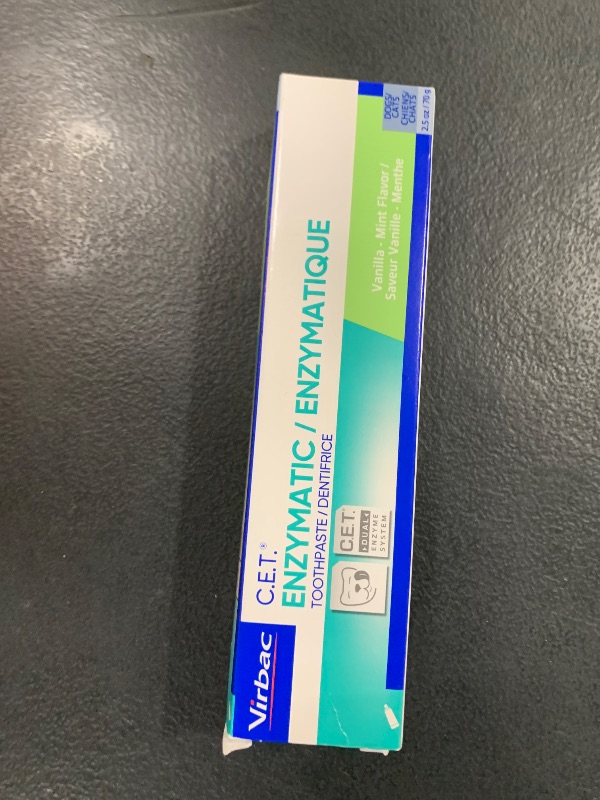 Virbac
C.E.T.®
ENZYMATIC / ENZYMATIQUE
TOOTHPASTE / DENTIFRICE
C.E.T.
DUAL
ENZYME
SYSTEM
Vanilla - Mint Flavor /
Saveur Vanille - Menthe
DOGS/
CATS
CHIENS/
CHATS
2.5 oz / 70 g